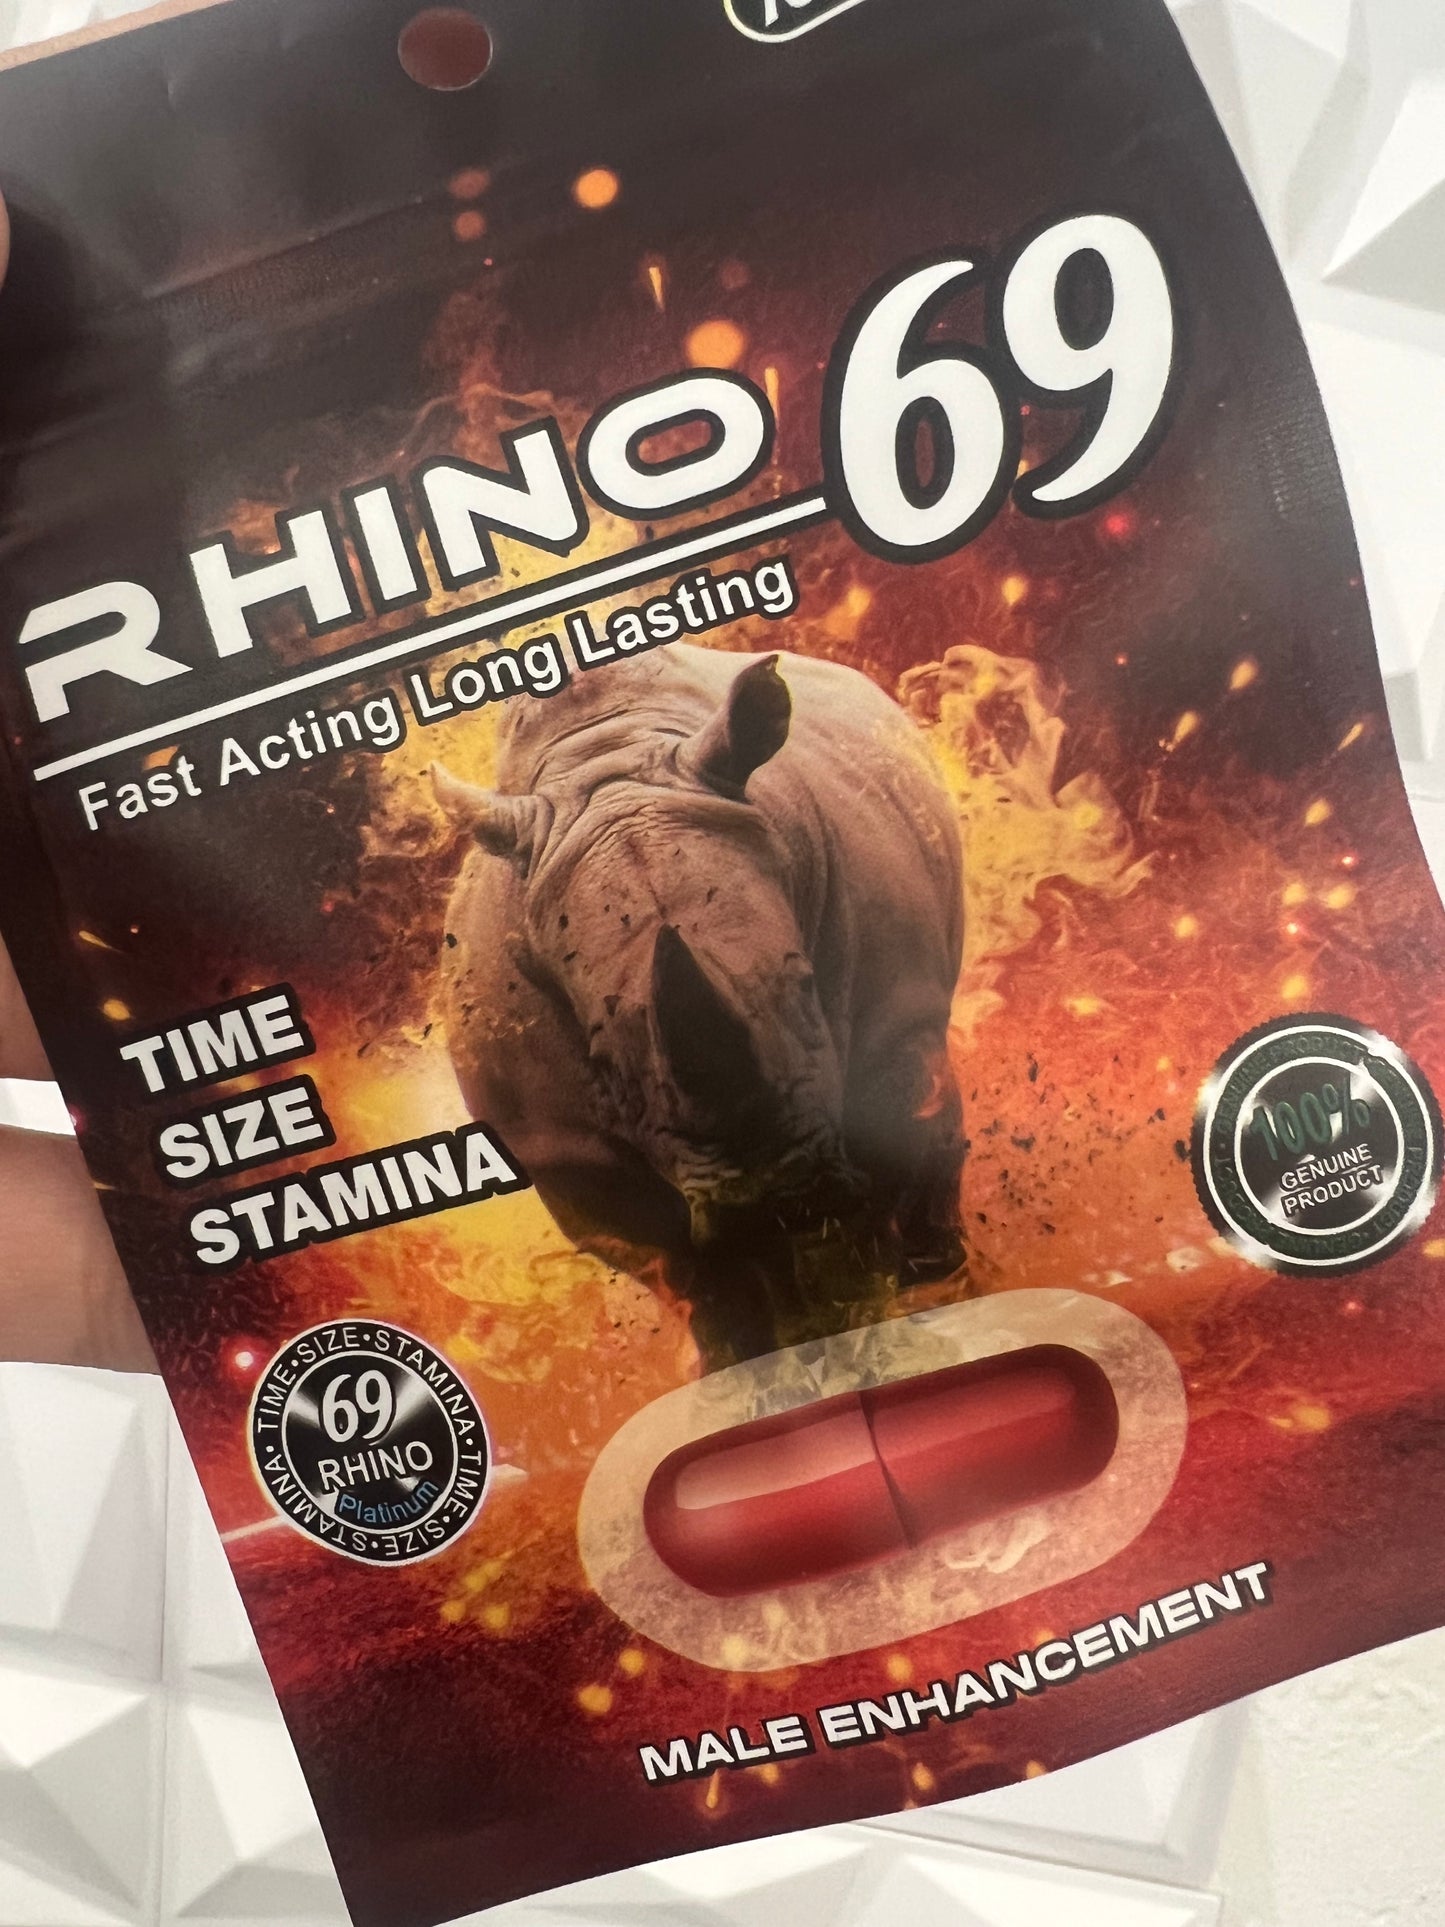 RHINO 69
Fast Acting Long Lasting
TIME
SIZE
STAMINA
100%
GENUINE
PRODUCT
TIME • SIZE • STAMINA • TIME • SIZE • STAMINA •
69
RHINO
Platinum
MALE ENHANCEMENT